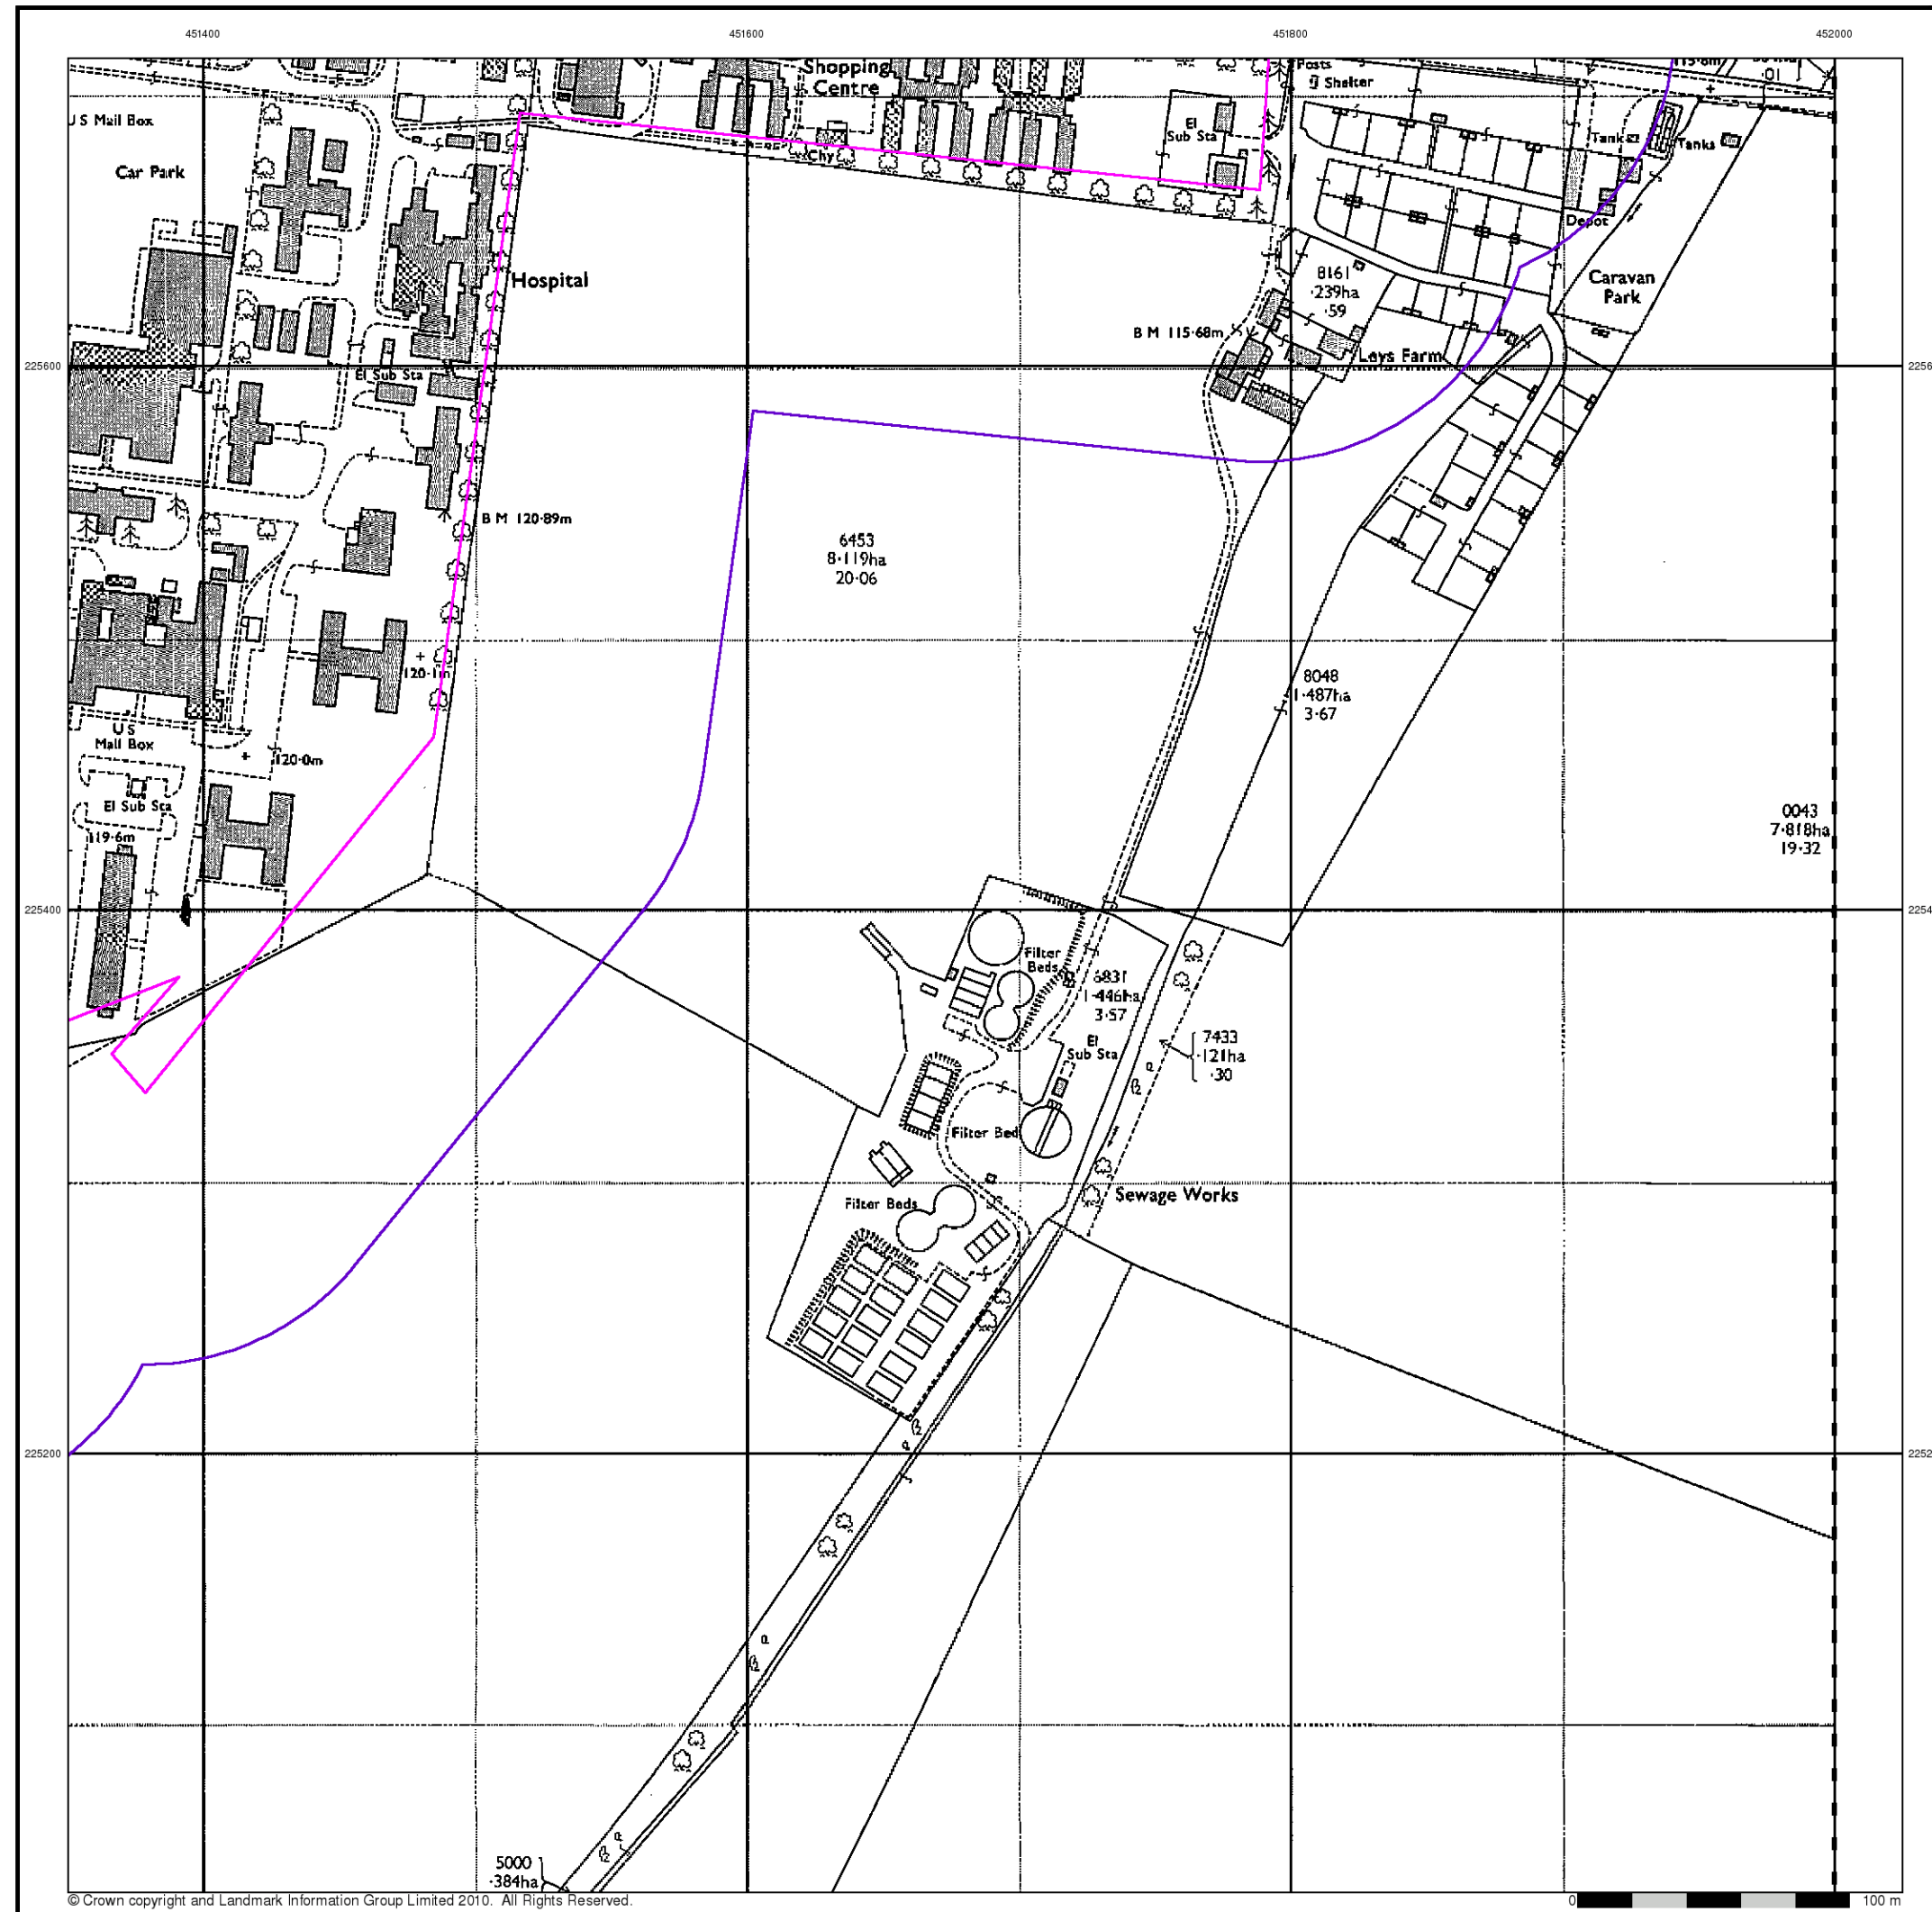 451400
451600
451800
452000
Shopping
Centre
Posts
Shelter
115·8m
·01
U S Mail Box
Car Park
El
Sub Sta
Tank
Tanks
Chy
Depot
Hospital
8161
·239ha
·59
Caravan
Park
B M 115·68m
Leys Farm
225600
El Sub Sta
B M 120·89m
6453
8·119ha
20·06
120·1m
8048
1·487ha
3·67
U S
Mail Box
120·0m
El Sub Sta
119·6m
0043
7·818ha
19·32
225400
Filter
Beds
6831
1·446ha
3·57
El
Sub Sta
7433
·121ha
·30
Filter Bed
Sewage Works
Filter Beds
225200
5000
·384ha
© Crown copyright and Landmark Information Group Limited 2010. All Rights Reserved.
0
100 m